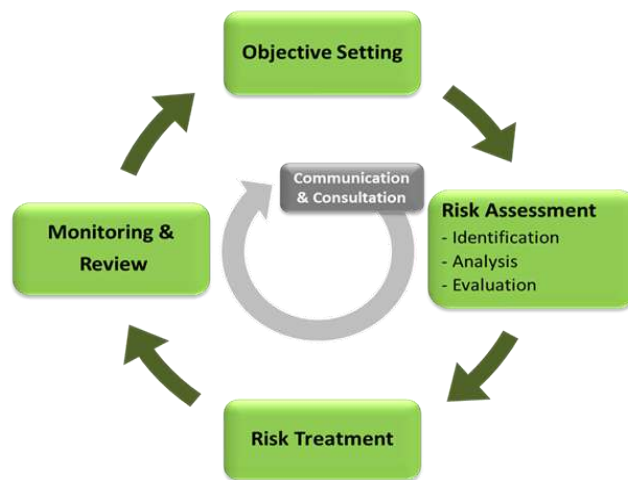 Objective Setting
Communication
& Consultation
Risk Assessment
- Identification
- Analysis
- Evaluation
Monitoring &
Review
Risk Treatment